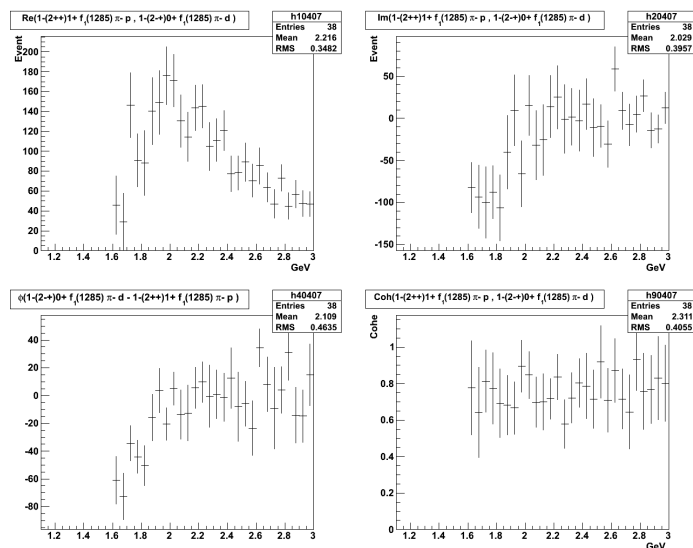 Re(1-(2++)1+ f1(1285) π- p , 1-(2-+)0+ f1(1285) π- d )
h10407
Entries 38
Mean 2.216
RMS 0.3482
Event
200
180
160
140
120
100
80
60
40
20
0
1.2 1.4 1.6 1.8 2 2.2 2.4 2.6 2.8 3
GeV
Im(1-(2++)1+ f1(1285) π- p , 1-(2-+)0+ f1(1285) π- d )
h20407
Entries 38
Mean 2.029
RMS 0.3957
Event
50
0
-50
-100
-150
1.2 1.4 1.6 1.8 2 2.2 2.4 2.6 2.8 3
GeV
ϕ(1-(2-+)0+ f1(1285) π- d - 1-(2++)1+ f1(1285) π- p )
h40407
Entries 38
Mean 2.109
RMS 0.4635
40
20
0
-20
-40
-60
-80
1.2 1.4 1.6 1.8 2 2.2 2.4 2.6 2.8 3
Coh(1-(2++)1+ f1(1285) π- p , 1-(2-+)0+ f1(1285) π- d )
h90407
Entries 38
Mean 2.311
RMS 0.4055
Cohe
1
0.8
0.6
0.4
0.2
0
1.2 1.4 1.6 1.8 2 2.2 2.4 2.6 2.8 3
GeV